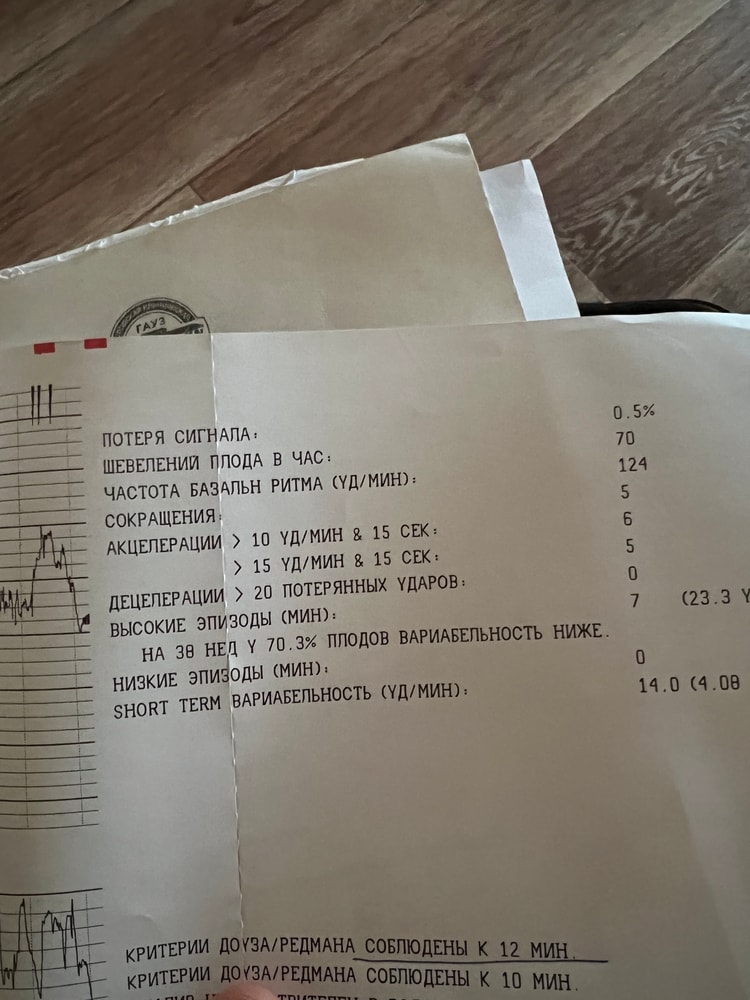 ГАУЗ
ПОТЕРЯ СИГНАЛА: 0.5%
ШЕВЕЛЕНИЙ ПЛОДА В ЧАС: 70
ЧАСТОТА БАЗАЛЬН РИТМА (УД/МИН): 124
СОКРАЩЕНИЯ: 5
АКЦЕЛЕРАЦИИ > 10 УД/МИН & 15 СЕК: 6
> 15 УД/МИН & 15 СЕК: 5
ДЕЦЕЛЕРАЦИИ > 20 ПОТЕРЯННЫХ УДАРОВ: 0
ВЫСОКИЕ ЭПИЗОДЫ (МИН): 7 (23.3 У
НА 38 НЕД У 70.3% ПЛОДОВ ВАРИАБЕЛЬНОСТЬ НИЖЕ.
НИЗКИЕ ЭПИЗОДЫ (МИН): 0
SHORT TERM ВАРИАБЕЛЬНОСТЬ (УД/МИН): 14.0 (4.08
КРИТЕРИИ ДОУЗА/РЕДМАНА СОБЛЮДЕНЫ К 12 МИН.
КРИТЕРИИ ДОУЗА/РЕДМАНА СОБЛЮДЕНЫ К 10 МИН.